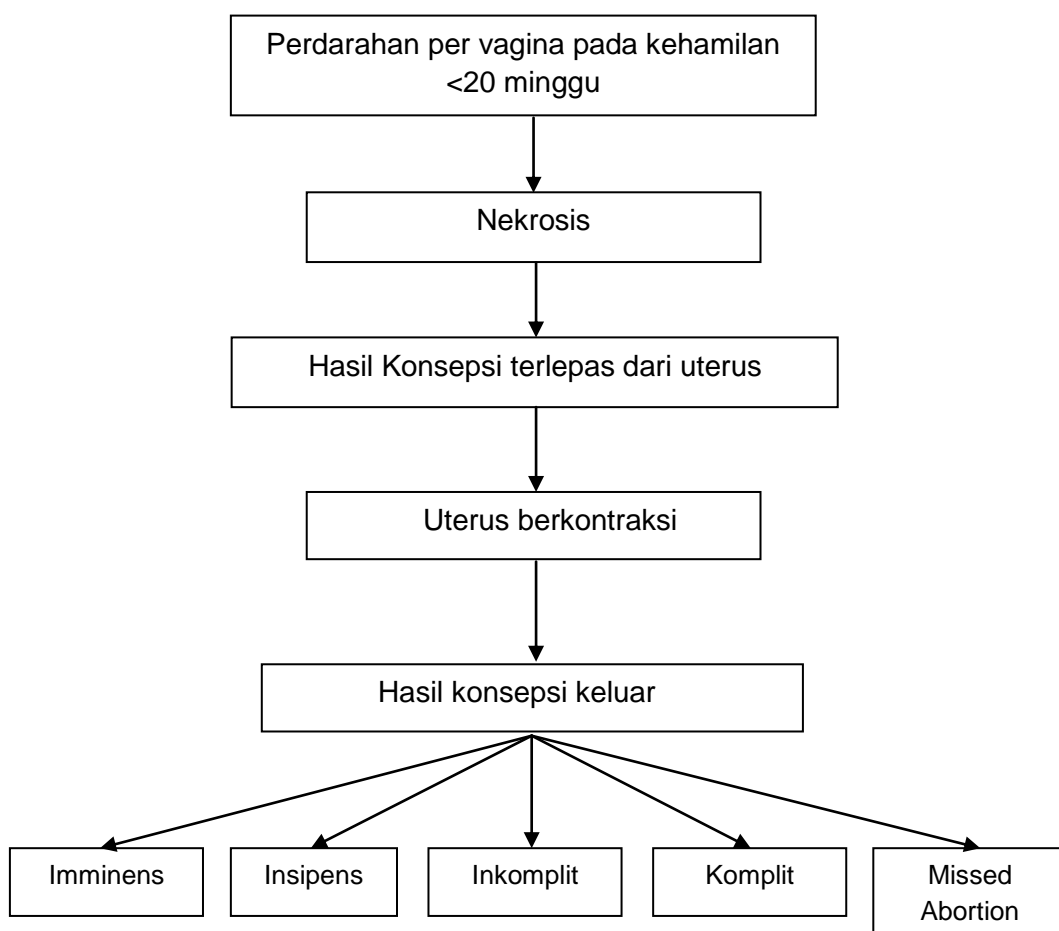 Perdarahan per vagina pada kehamilan
<20 minggu
Nekrosis
Hasil Konsepsi terlepas dari uterus
Uterus berkontraksi
Hasil konsepsi keluar
Imminens
Insipens
Inkomplit
Komplit
Missed
Abortion